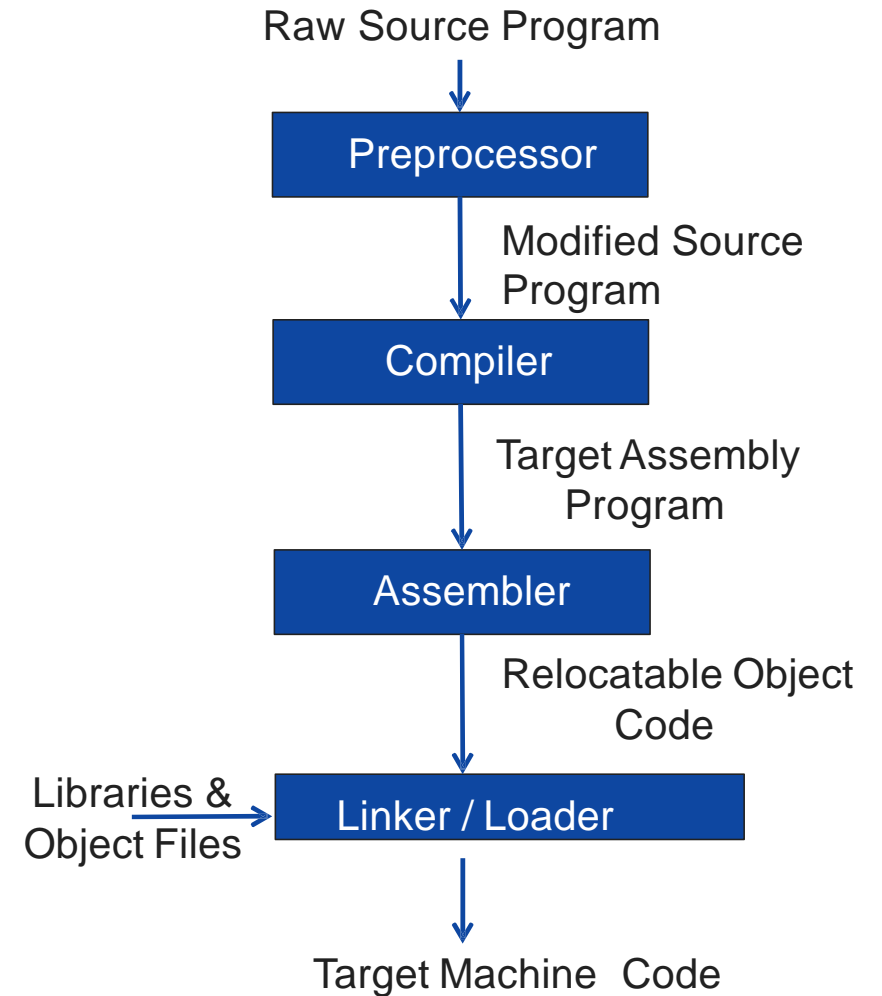 Raw Source Program
Preprocessor
Modified Source
Program
Compiler
Target Assembly
Program
Assembler
Relocatable Object
Code
Libraries &
Object Files
Linker / Loader
Target Machine Code